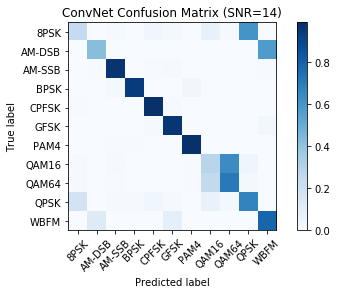 ConvNet Confusion Matrix (SNR=14)
True label
8PSK
AM-DSB
AM-SSB
BPSK
CPFSK
GFSK
PAM4
QAM16
QAM64
QPSK
WBFM
8PSK AM-DSB AM-SSB BPSK CPFSK GFSK PAM4 QAM16 QAM64 QPSK WBFM
Predicted label
0.8
0.6
0.4
0.2
0.0